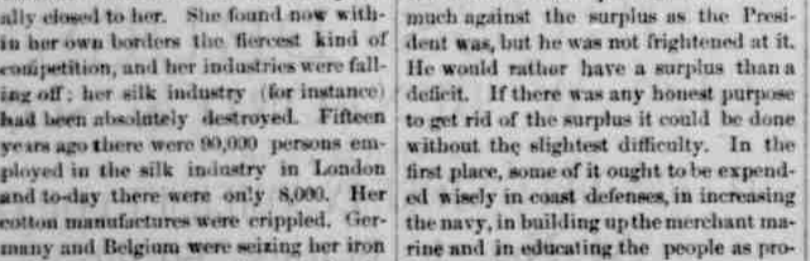 ally closed to her. She found now with-
in her own borders the fiercest kind of
competition, and her industries were fall-
ing off; her silk industry (for instance)
had been absolutely destroyed. Fifteen
years ago there were 90,000 persons em-
ployed in the silk industry in London
and to-day there were only 8,000. Her
cotton manufactures were crippled. Ger-
many and Belgium were seizing her iron
much against the surplus as the Presi-
dent was, but he was not frightened at it.
He would rather have a surplus than a
deficit. If there was any honest purpose
to get rid of the surplus it could be done
without the slightest difficulty. In the
first place, some of it ought to be expend-
ed wisely in coast defenses, in increasing
the navy, in building up the merchant ma-
rine and in educating the people as pro-